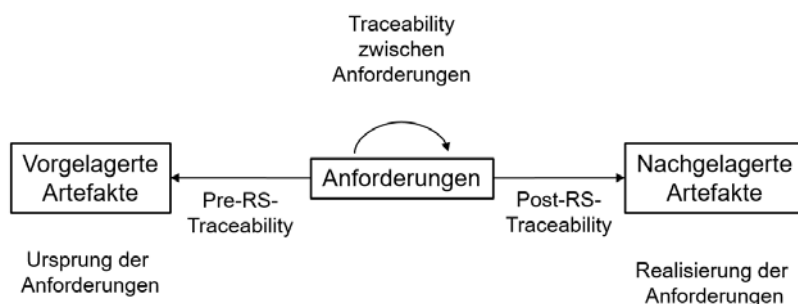 Traceability
zwischen
Anforderungen
Vorgelagerte
Artefakte
Pre-RS-
Traceability
Anforderungen
Post-RS-
Traceability
Nachgelagerte
Artefakte
Ursprung der
Anforderungen
Realisierung der
Anforderungen